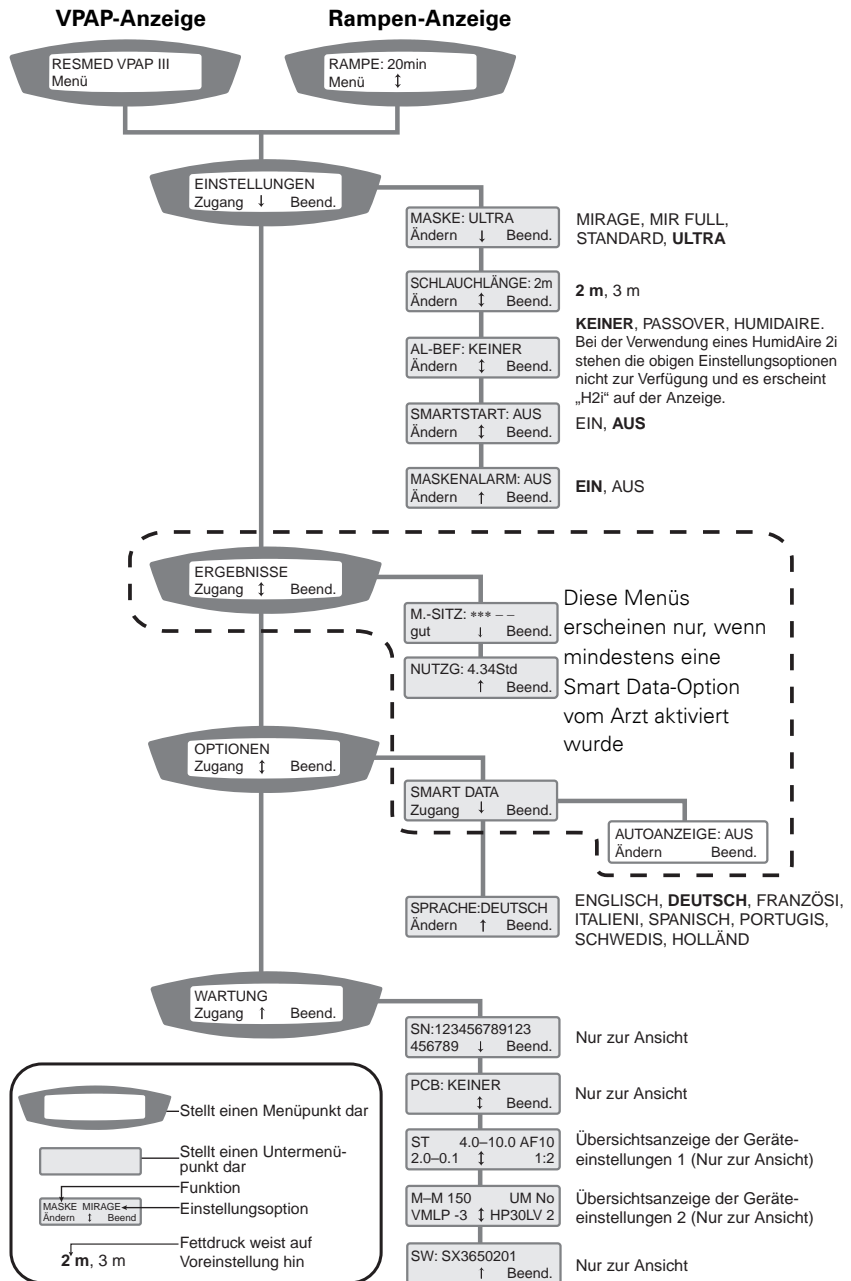 VPAP-Anzeige
Rampen-Anzeige
RESMED VPAP III
Menü
RAMPE: 20min
Menü ↕
EINSTELLUNGEN
Zugang ↓ Beend.
MASKE: ULTRA
Ändern ↓ Beend.
MIRAGE, MIR FULL,
STANDARD, ULTRA
SCHLAUCHLÄNGE: 2m
Ändern ↕ Beend.
2 m, 3 m
AL-BEF: KEINER
Ändern ↕ Beend.
KEINER, PASSOVER, HUMIDAIRE.
Bei der Verwendung eines HumidAire 2i
stehen die obigen Einstellungsoptionen
nicht zur Verfügung und es erscheint
„H2i“ auf der Anzeige.
SMARTSTART: AUS
Ändern ↕ Beend.
EIN, AUS
MASKENALARM: AUS
Ändern ↑ Beend.
EIN, AUS
ERGEBNISSE
Zugang ↕ Beend.
M.-SITZ: *** – –
gut ↓ Beend.
NUTZG: 4.34Std
↑ Beend.
Diese Menüs
erscheinen nur, wenn
mindestens eine
Smart Data-Option
vom Arzt aktiviert
wurde
OPTIONEN
Zugang ↕ Beend.
SMART DATA
Zugang ↓ Beend.
AUTOANZEIGE: AUS
Ändern Beend.
SPRACHE:DEUTSCH
Ändern ↑ Beend.
ENGLISCH, DEUTSCH, FRANZÖSI,
ITALIENI, SPANISCH, PORTUGIS,
SCHWEDIS, HOLLÄND
WARTUNG
Zugang ↑ Beend.
SN:123456789123
456789 ↓ Beend.
Nur zur Ansicht
PCB: KEINER
↕ Beend.
Nur zur Ansicht
ST 4.0–10.0 AF10
2.0–0.1 ↕ 1:2
Übersichtsanzeige der Geräte-
einstellungen 1 (Nur zur Ansicht)
M–M 150 UM No
VMLP -3 ↕ HP30LV 2
Übersichtsanzeige der Geräte-
einstellungen 2 (Nur zur Ansicht)
SW: SX3650201
↑ Beend.
Nur zur Ansicht
Stellt einen Menüpunkt dar
Stellt einen Untermenü-
punkt dar
Funktion
MASKE MIRAGE
Ändern ↕ Beend
Einstellungsoption
2 m, 3 m
Fettdruck weist auf
Voreinstellung hin